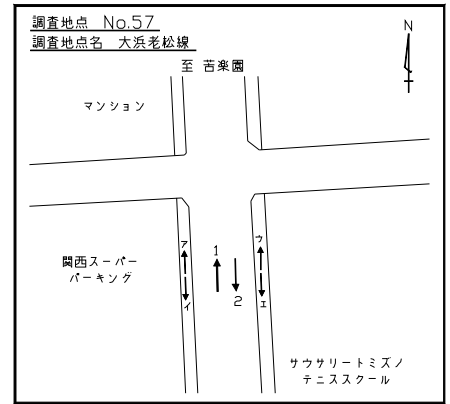 調査地点 No.57
調査地点名 大浜老松線
N
至 苦楽園
マンション
ア
ウ
1
関西スーパー
パーキング
イ
2
エ
サウサリートミズノ
テニススクール